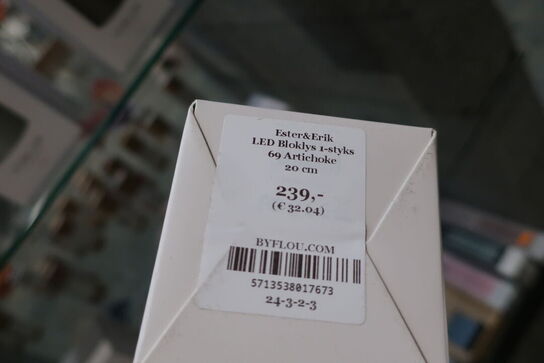 Ester&Erik
LED Bloklys 1-styks
69 Artichoke
20 cm
239,-
(€ 32.04)
BYFLOU.COM
5713538017673
24-3-2-3